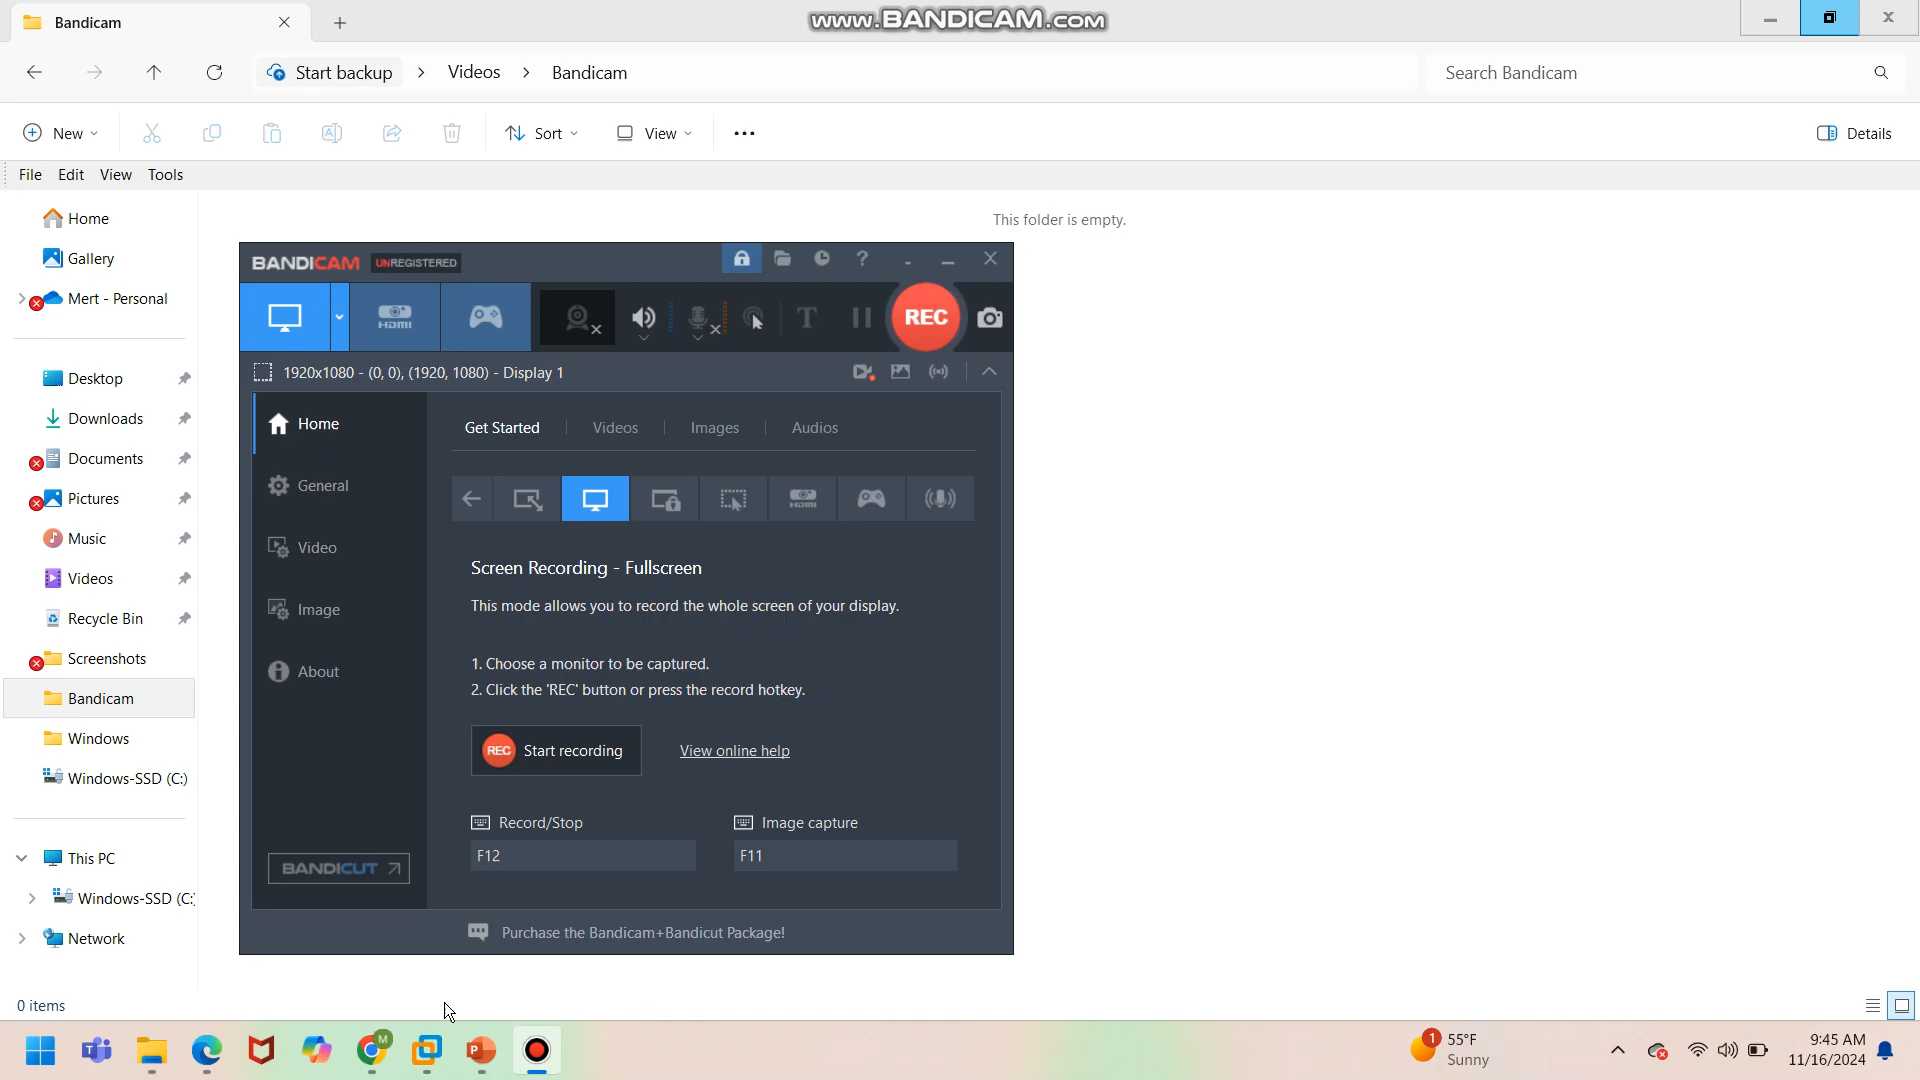 Bandicam
www.BANDICAM.com
Start backup > Videos > Bandicam
Search Bandicam
New
Sort
View
Details
File Edit View Tools
Home
Gallery
Mert - Personal
Desktop
Downloads
Documents
Pictures
Music
Videos
Recycle Bin
Screenshots
Bandicam
Windows
Windows-SSD (C:)
This PC
Windows-SSD (C:
Network
0 items
This folder is empty.
BANDICAM UNREGISTERED
HDMI
T
REC
1920x1080 - (0, 0), (1920, 1080) - Display 1
Home
General
Video
Image
About
BANDICUT
Get Started | Videos | Images | Audios
HDMI
Screen Recording - Fullscreen
This mode allows you to record the whole screen of your display.
1. Choose a monitor to be captured.
2. Click the 'REC' button or press the record hotkey.
REC Start recording
View online help
Record/Stop
Image capture
F12
F11
Purchase the Bandicam+Bandicut Package!
M
1
55°F
Sunny
9:45 AM
11/16/2024